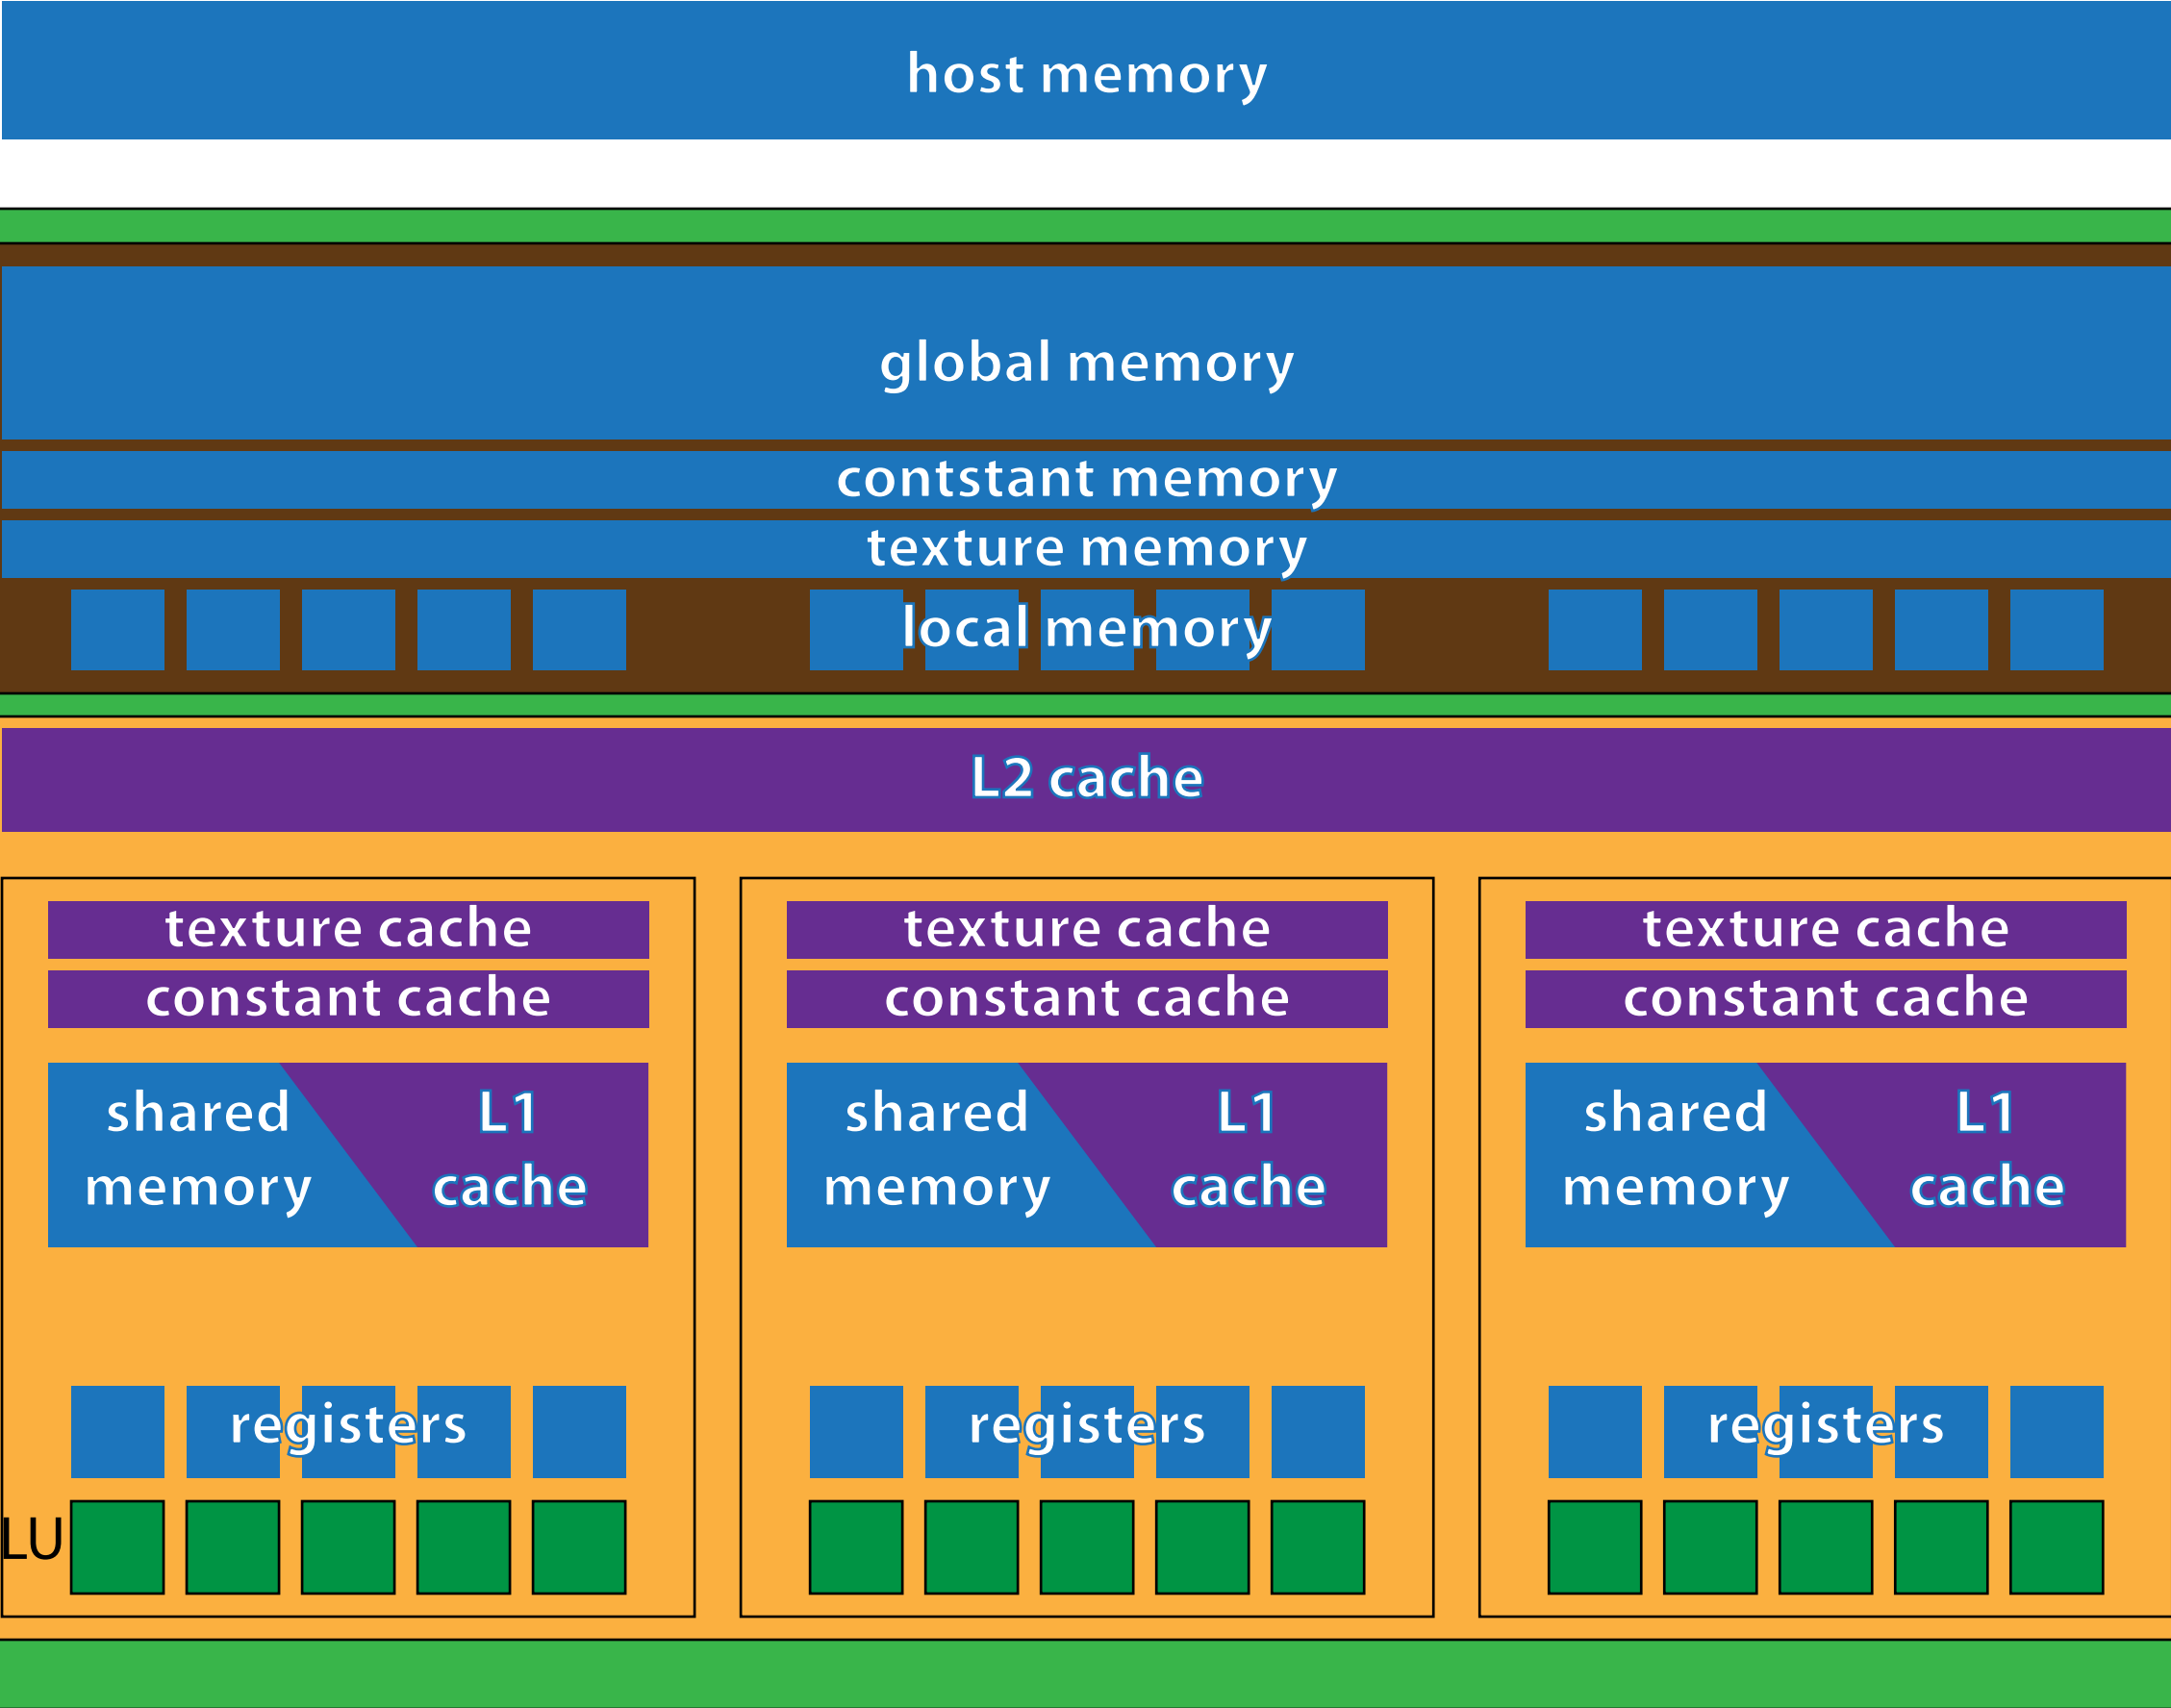 host memory
global memory
contstant memory
texture memory
local memory
L2 cache
texture cache
constant cache
shared
memory
L1
cache
registers
LU
texture cache
constant cache
shared
memory
L1
cache
registers
texture cache
constant cache
shared
memory
L1
cache
registers